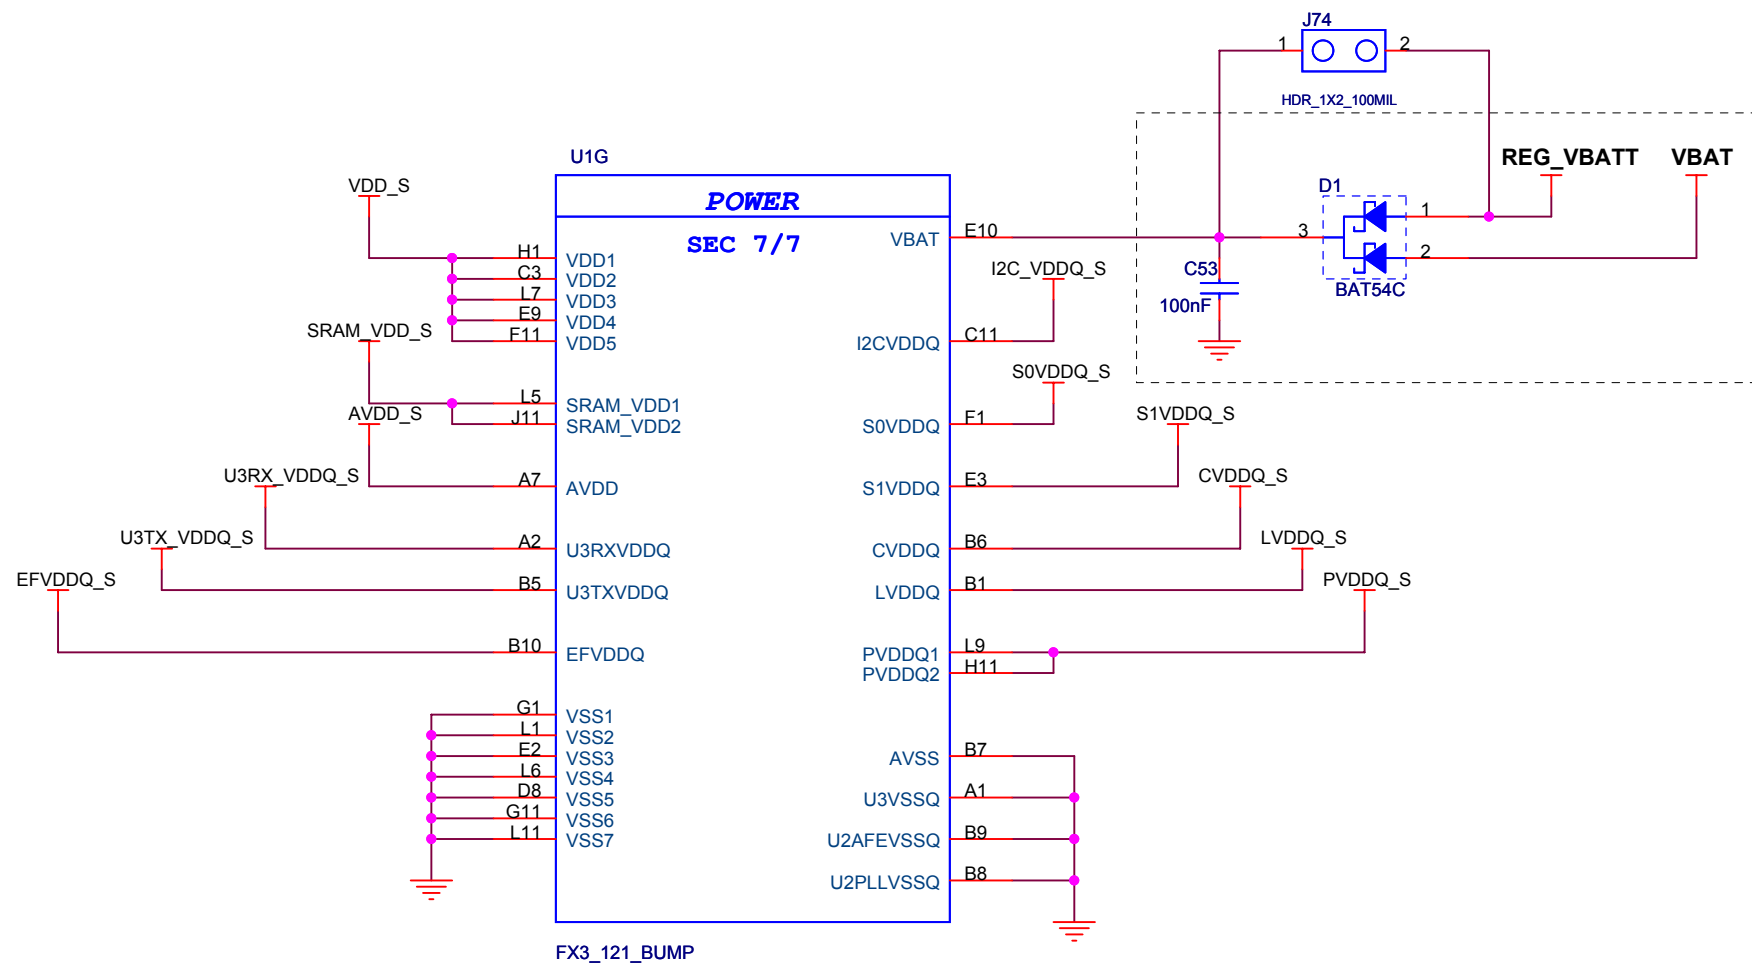 J74
1 2
HDR_1X2_100MIL
U1G
REG_VBATT VBAT
VDD_S
D1
POWER
SEC 7/7
1
3
2
BAT54C
VBAT E10
I2C_VDDQ_S
C53
100nF
H1 VDD1
C3 VDD2
L7 VDD3
E9 VDD4
F11 VDD5
SRAM_VDD_S
I2CVDDQ C11
S0VDDQ_S
L5 SRAM_VDD1
J11 SRAM_VDD2
AVDD_S
S0VDDQ F1
S1VDDQ_S
U3RX_VDDQ_S
A7 AVDD
S1VDDQ E3
CVDDQ_S
U3TX_VDDQ_S
A2 U3RXVDDQ
CVDDQ B6
LVDDQ_S
EFVDDQ_S
B5 U3TXVDDQ
LVDDQ B1
PVDDQ_S
B10 EFVDDQ
PVDDQ1 L9
PVDDQ2 H11
G1 VSS1
L1 VSS2
E2 VSS3
L6 VSS4
D8 VSS5
G11 VSS6
L11 VSS7
AVSS B7
U3VSSQ A1
U2AFEVSSQ B9
U2PLLVSSQ B8
FX3_121_BUMP